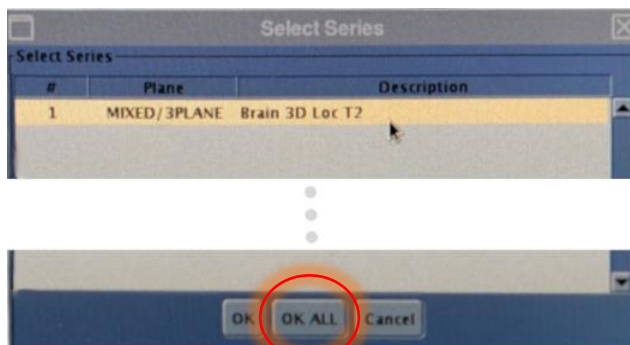 Select Series
Select Series
# Plane Description
1 MIXED/3PLANE Brain 3D Loc T2
OK OK ALL Cancel